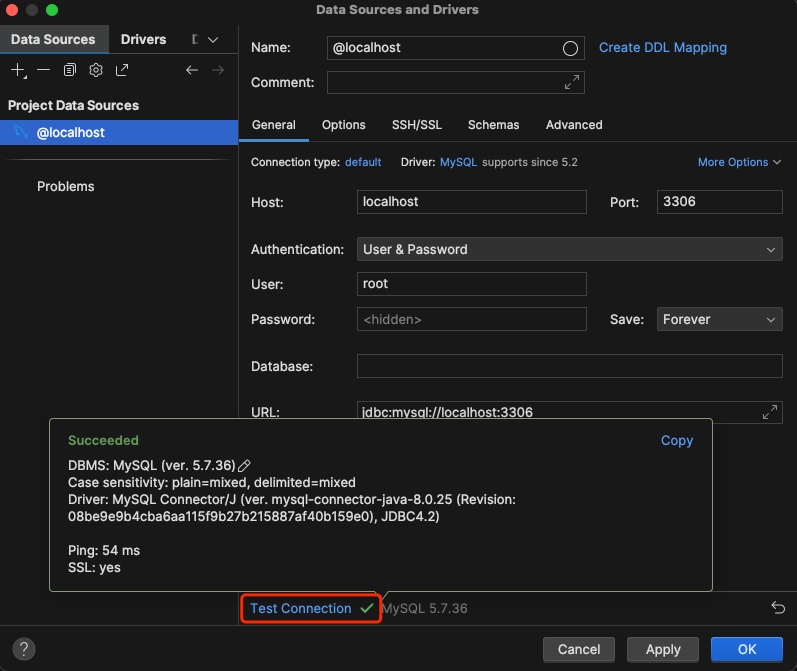 Data Sources and Drivers
Data Sources Drivers
Project Data Sources
@localhost
Problems
Name: @localhost Create DDL Mapping
Comment:
General Options SSH/SSL Schemas Advanced
Connection type: default Driver: MySQL supports since 5.2 More Options
Host: localhost Port: 3306
Authentication: User & Password
User: root
Password: <hidden> Save: Forever
Database:
URL: jdbc:mysql://localhost:3306
Succeeded Copy
DBMS: MySQL (ver. 5.7.36)
Case sensitivity: plain=mixed, delimited=mixed
Driver: MySQL Connector/J (ver. mysql-connector-java-8.0.25 (Revision:
08be9e9b4cba6aa115f9b27b215887af40b159e0), JDBC4.2)
Ping: 54 ms
SSL: yes
Test Connection MySQL 5.7.36
? Cancel Apply OK